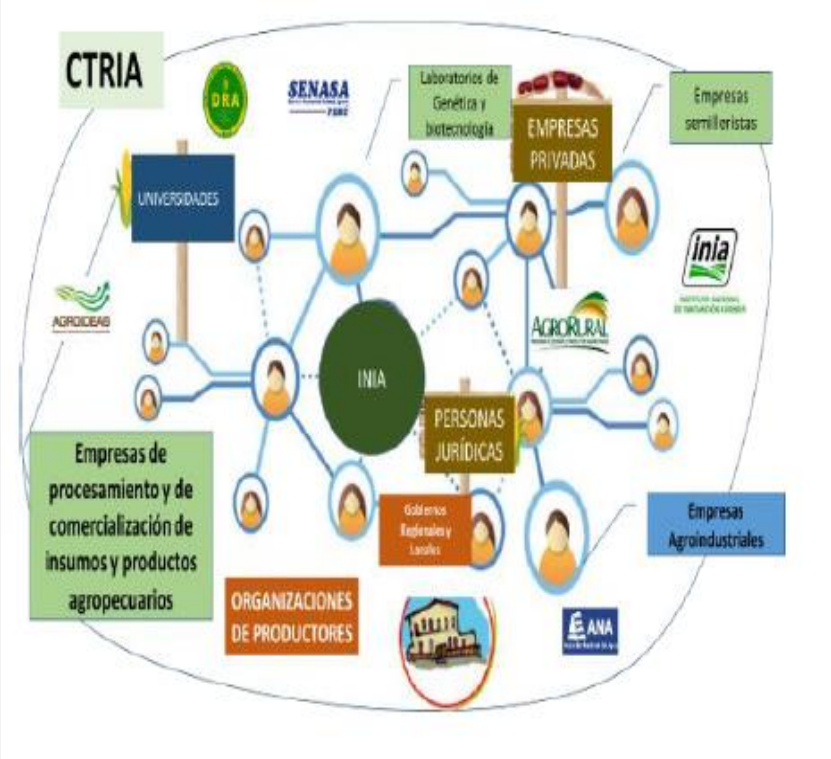 CTRIA
DRA
SENASA
PERÚ
Laboratorios de
Genética y
biotecnología
EMPRESAS
PRIVADAS
Empresas
semilleristas
UNIVERSIDADES
inia
AGROIDEAS
AGRORURAL
INIA
PERSONAS
JURÍDICAS
Empresas de
procesamiento y de
comercialización de
insumos y productos
agropecuarios
Gobiernos
Regionales y
Locales
Empresas
Agroindustriales
ORGANIZACIONES
DE PRODUCTORES
ANA